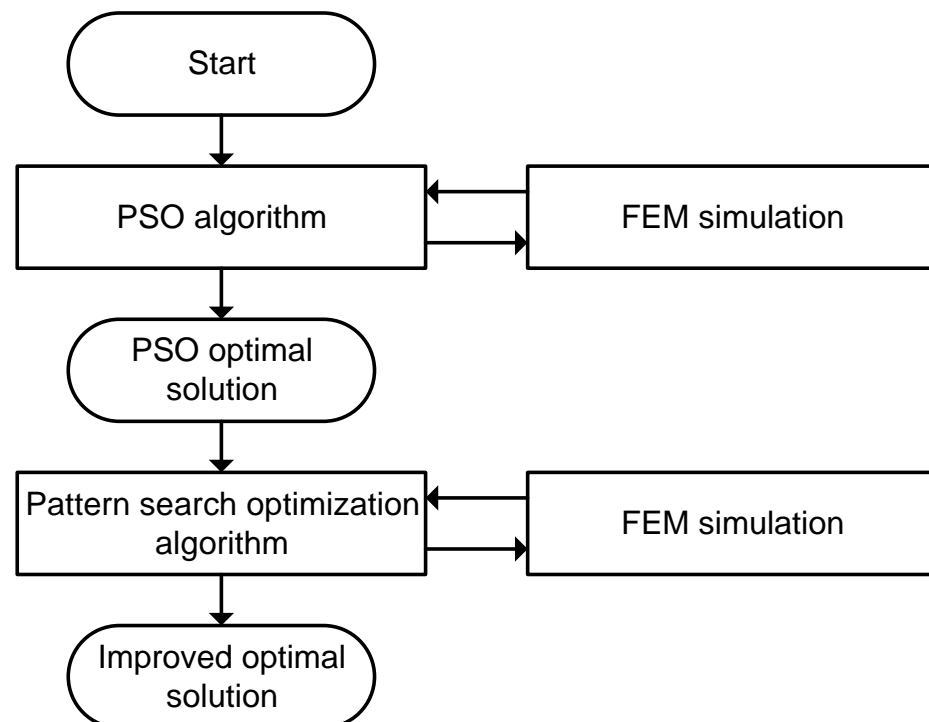 Start
PSO algorithm
FEM simulation
PSO optimal
solution
Pattern search optimization
algorithm
FEM simulation
Improved optimal
solution